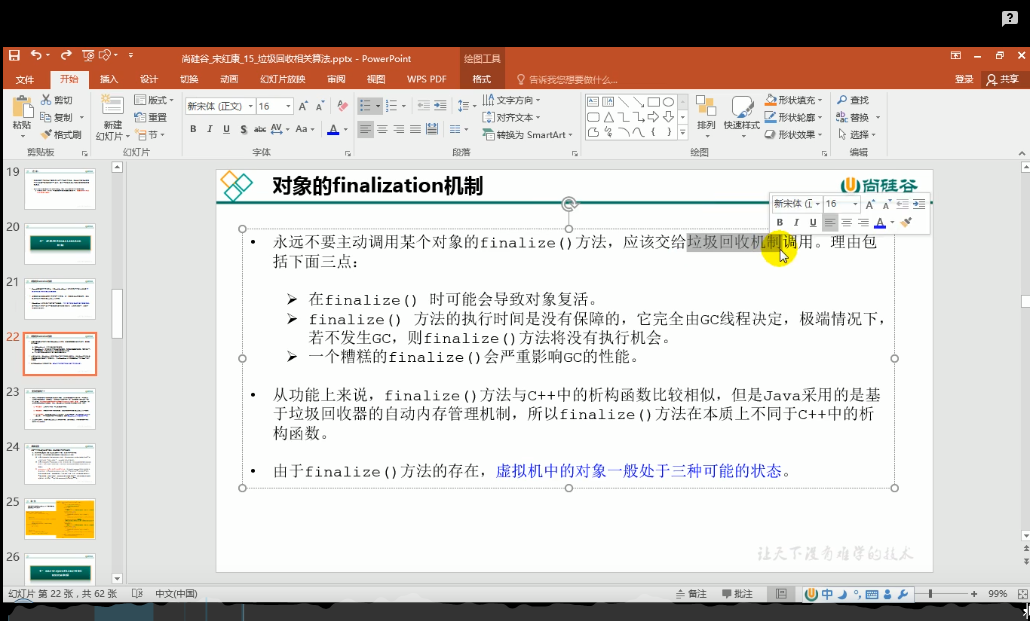 尚硅谷_宋红康_15_垃圾回收相关算法.pptx - PowerPoint
绘图工具
文件 开始 插入 设计 切换 动画 幻灯片放映 审阅 视图 WPS PDF 格式 告诉我您想要做什么... 登录 共享
粘贴 剪切 复制 格式刷
新建 幻灯片 版式 重置 节
新宋体 (正文) 16
B I U S abc AV Aa A
文字方向 对齐文本 转换为 SmartArt
排列 快速样式 形状填充 形状轮廓 形状效果
查找 替换 选择
剪贴板 幻灯片 字体 段落 绘图 编辑
19
20
21
22
23
24
25
26
对象的finalization机制
尚硅谷
新宋体 (正 16
B I U A
• 永远不要主动调用某个对象的finalize()方法，应该交给垃圾回收机制调用。理由包
括下面三点：
➢ 在finalize() 时可能会导致对象复活。
➢ finalize() 方法的执行时间是没有保障的，它完全由GC线程决定，极端情况下，
若不发生GC，则finalize()方法将没有执行机会。
➢ 一个糟糕的finalize()会严重影响GC的性能。
• 从功能上来说，finalize()方法与C++中的析构函数比较相似，但是Java采用的是基
于垃圾回收器的自动内存管理机制，所以finalize()方法在本质上不同于C++中的析
构函数。
• 由于finalize()方法的存在，虚拟机中的对象一般处于三种可能的状态。
让天下没有难学的技术
幻灯片 第 22 张，共 62 张 中文(中国) 备注 批注 中 99%